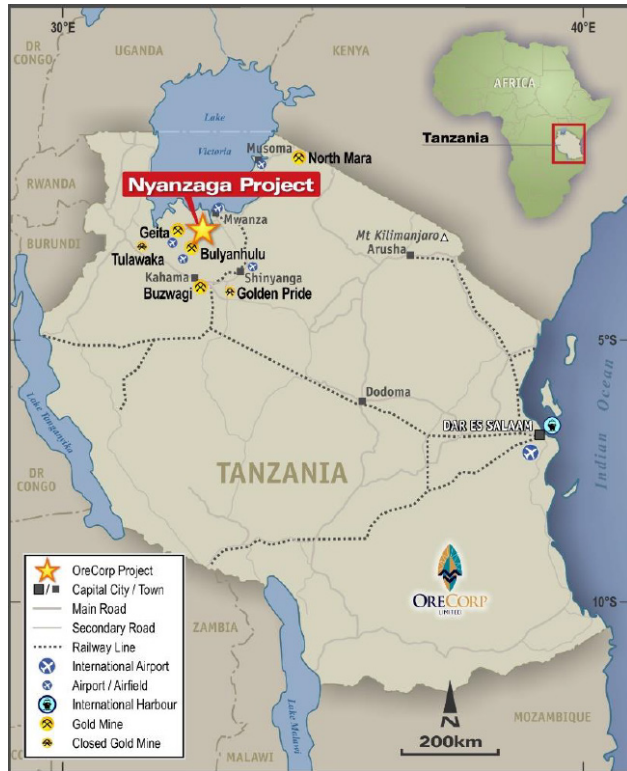 30°E
40°E
DR
CONGO
UGANDA
KENYA
AFRICA
Tanzania
Lake
Victoria
Musoma
North Mara
RWANDA
Nyanzaga Project
Mwanza
BURUNDI
Geita
Bulyanhulu
Tulawaka
Mt Kilimanjaro
Arusha
Kahama
Shinyanga
Buzwagi
Golden Pride
5°S
Dodoma
DAR ES SALAAM
Indian Ocean
Lake Tanganyika
DR
CONGO
TANZANIA
ORECORP
LIMITED
OreCorp Project
Capital City / Town
Main Road
Secondary Road
Railway Line
International Airport
Airport / Airfield
International Harbour
Gold Mine
Closed Gold Mine
10°S
ZAMBIA
Lake Malawi
N
200km
MOZAMBIQUE
MALAWI
30°E